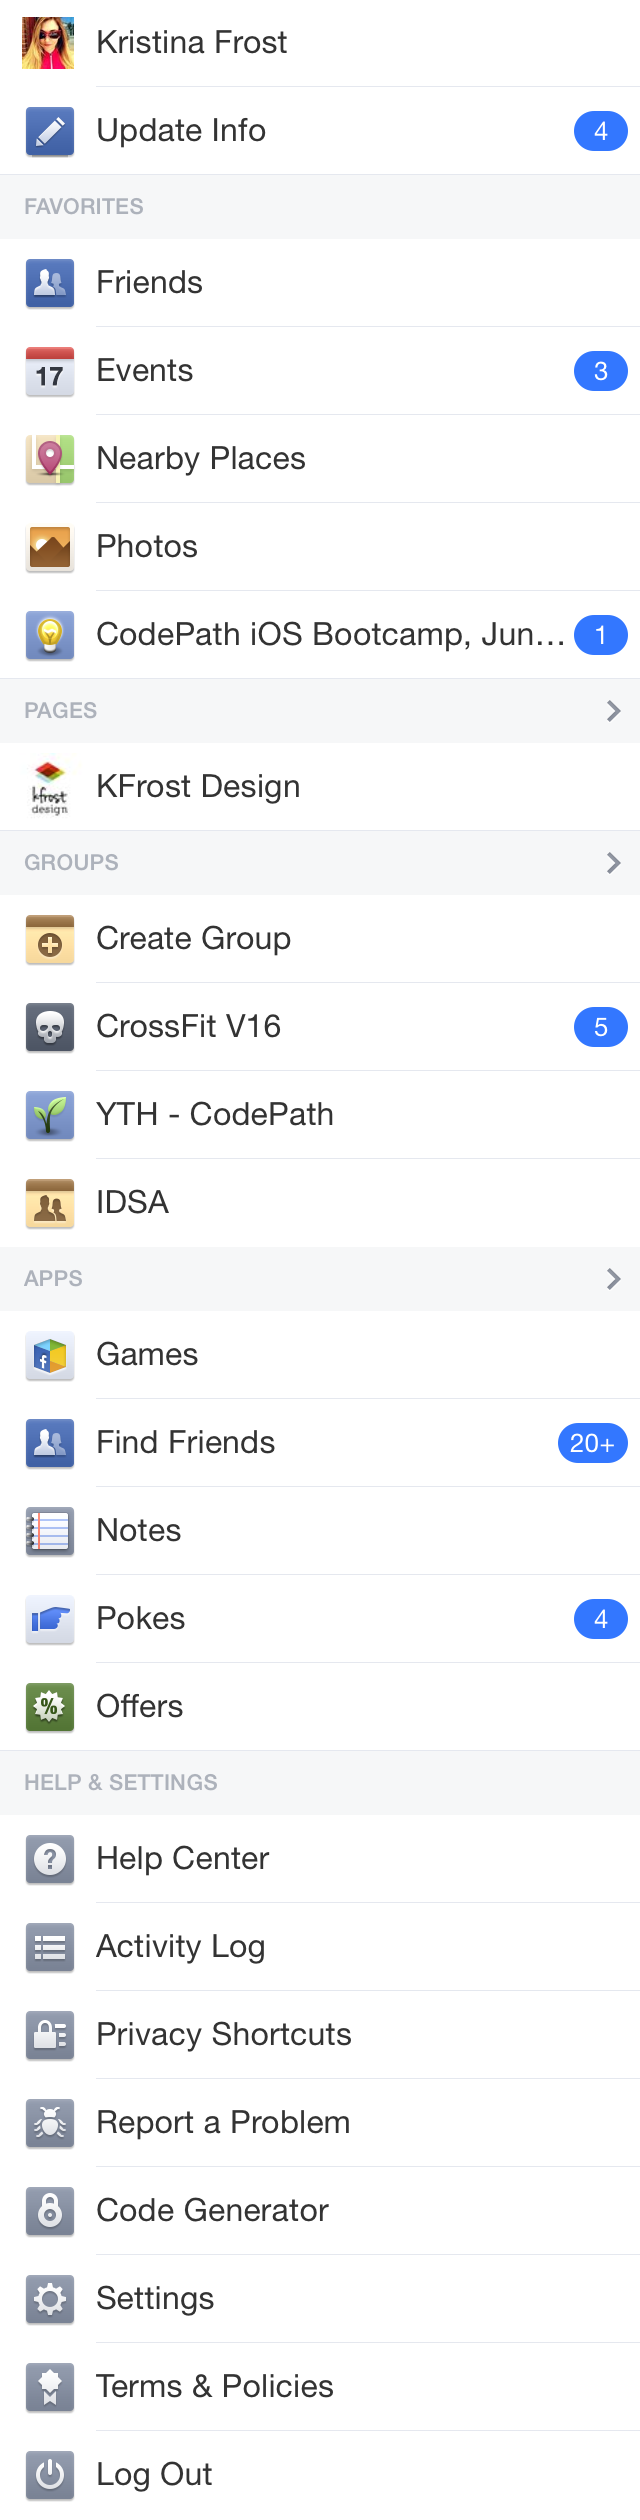 Kristina Frost
Update Info 4
FAVORITES
Friends
17
Events 3
Nearby Places
Photos
CodePath iOS Bootcamp, Jun... 1
PAGES
kfrost
design
KFrost Design
GROUPS
Create Group
CrossFit V16 5
YTH - CodePath
IDSA
APPS
f
Games
Find Friends 20+
Notes
Pokes 4
%
Offers
HELP & SETTINGS
?
Help Center
Activity Log
Privacy Shortcuts
Report a Problem
Code Generator
Settings
Terms & Policies
Log Out